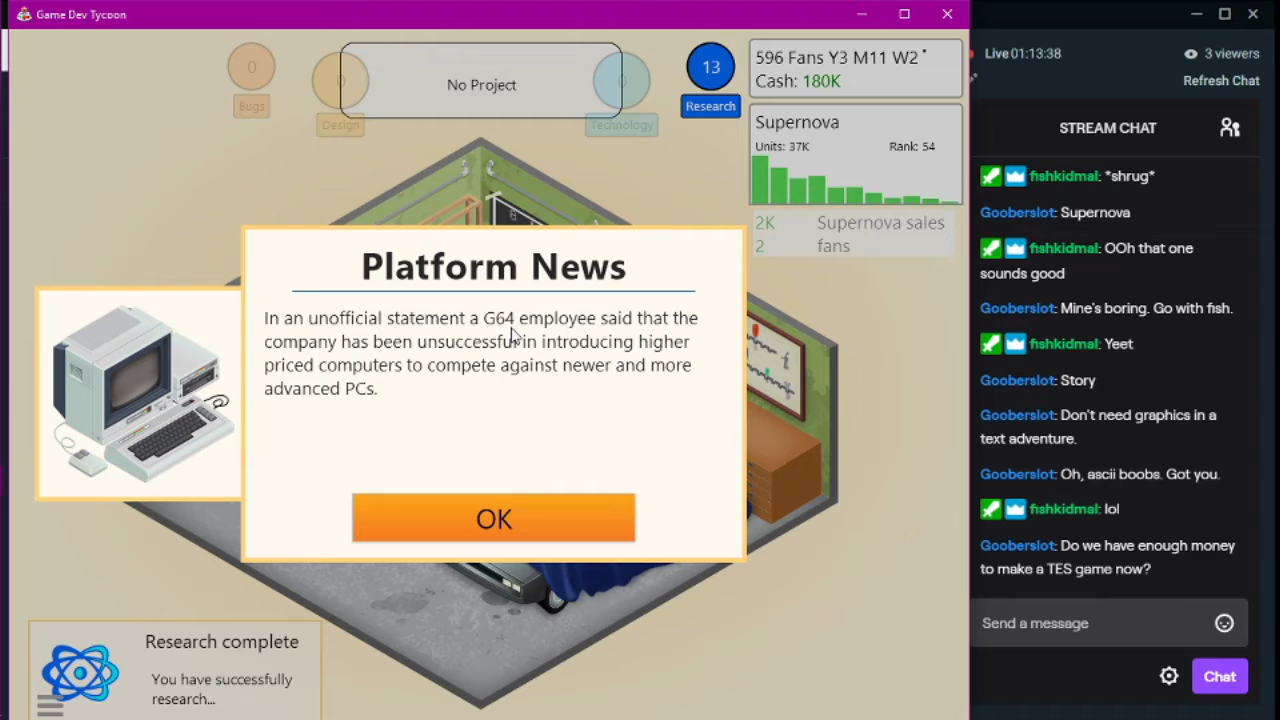 Game Dev Tycoon
0
Bugs
Design
No Project
Technology
13
Research
596 Fans Y3 M11 W2
Cash: 180K
Supernova
Units: 37K
Rank: 54
2K
Supernova sales
2
fans
Platform News
In an unofficial statement a G64 employee said that the
company has been unsuccessful in introducing higher
priced computers to compete against newer and more
advanced PCs.
OK
Research complete
You have successfully
research...
Live 01:13:38
3 viewers
Refresh Chat
STREAM CHAT
fishkidmal: *shrug*
Gooberslot: Supernova
fishkidmal: OOh that one
sounds good
Gooberslot: Mine's boring. Go with fish.
fishkidmal: Yeet
Gooberslot: Story
Gooberslot: Don't need graphics in a
text adventure.
Gooberslot: Oh, ascii boobs. Got you.
fishkidmal: lol
Gooberslot: Do we have enough money
to make a TES game now?
Send a message
Chat